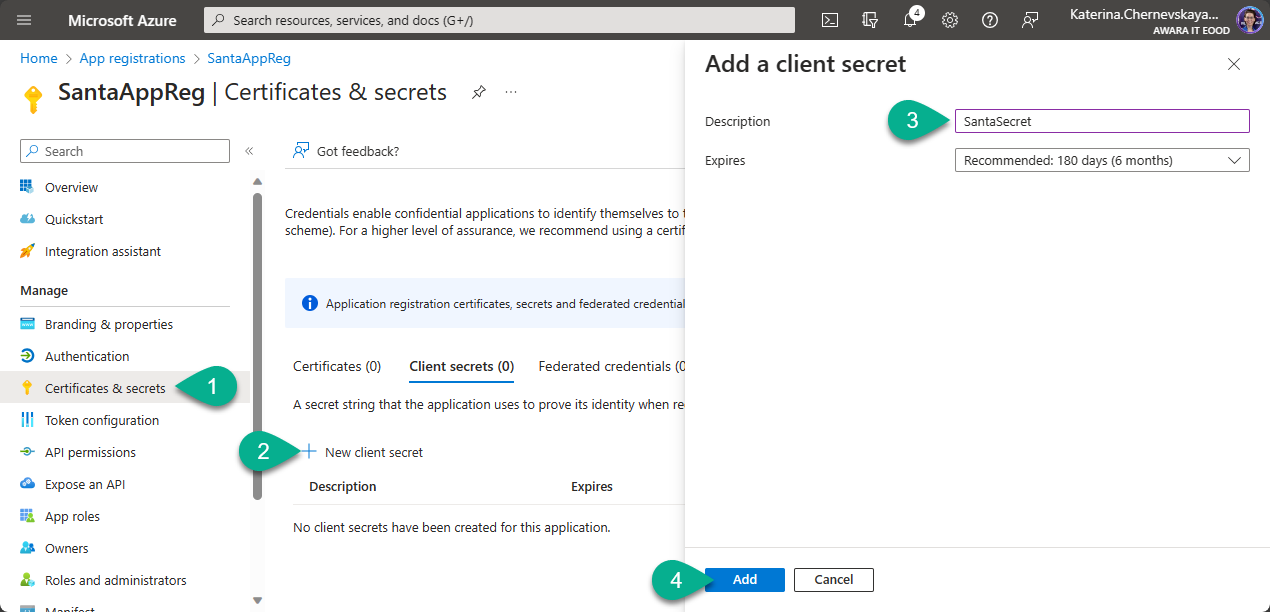 Microsoft Azure
Search resources, services, and docs (G+/)
4
Katerina.Chernevskaya...
AWARA IT EOOD
Home > App registrations > SantaAppReg
SantaAppReg | Certificates & secrets
...
Search
«
Overview
Quickstart
Integration assistant
Manage
Branding & properties
Authentication
Certificates & secrets
1
Token configuration
API permissions
Expose an API
App roles
Owners
Roles and administrators
Manifest
Got feedback?
Credentials enable confidential applications to identify themselves to
scheme). For a higher level of assurance, we recommend using a
Application registration certificates, secrets and federated
Certificates (0)
Client secrets (0)
Federated credentials (0
A secret string that the application uses to prove its identity when
2
+ New client secret
Description
Expires
No client secrets have been created for this application.
Add a client secret
Description
3
SantaSecret
Expires
Recommended: 180 days (6 months)
4
Add
Cancel